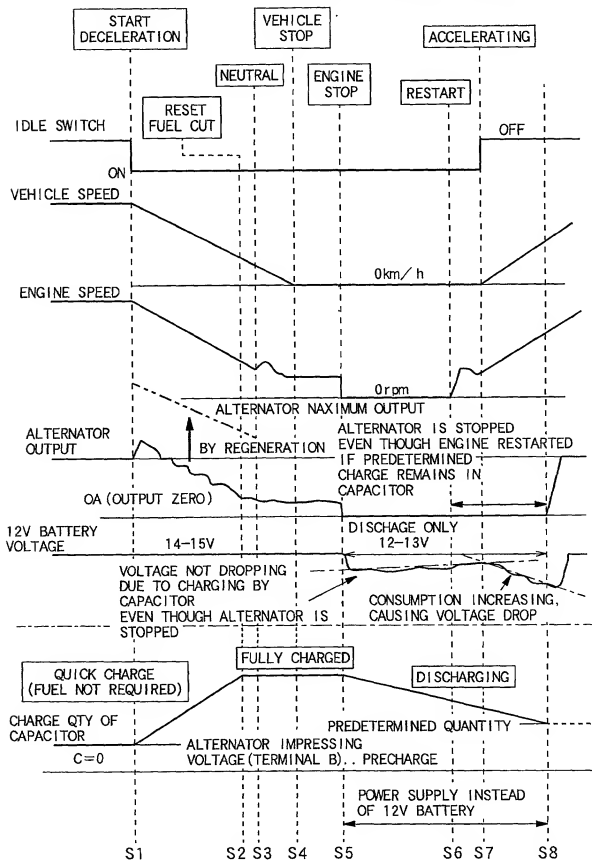 START
DECELERATION
VEHICLE
STOP
ACCELERATING
NEUTRAL
ENGINE
STOP
RESTART
RESET
FUEL CUT
IDLE SWITCH
OFF
ON
VEHICLE SPEED
0km/h
ENGINE SPEED
0rpm
ALTERNATOR NAXIMUM OUTPUT
ALTERNATOR
OUTPUT
BY REGENERATION
ALTERNATOR IS STOPPED
EVEN THOUGH ENGINE RESTARTED
IF PREDETERMINED
CHARGE REMAINS IN
CAPACITOR
0A (OUTPUT ZERO)
12V BATTERY
VOLTAGE
14-15V
DISCHAGE ONLY
12-13V
VOLTAGE NOT DROPPING
DUE TO CHARGING BY
CAPACITOR
EVEN THOUGH ALTERNATOR IS
STOPPED
CONSUMPTION INCREASING,
CAUSING VOLTAGE DROP
QUICK CHARGE
(FUEL NOT REQUIRED)
FULLY CHARGED
DISCHARGING
CHARGE QTY OF
CAPACITOR
PREDETERMINED QUANTITY
C=0
ALTERNATOR IMPRESSING
VOLTAGE(TERMINAL B)..PRECHARGE
POWER SUPPLY INSTEAD
OF 12V BATTERY
S1 S2 S3 S4 S5 S6 S7 S8